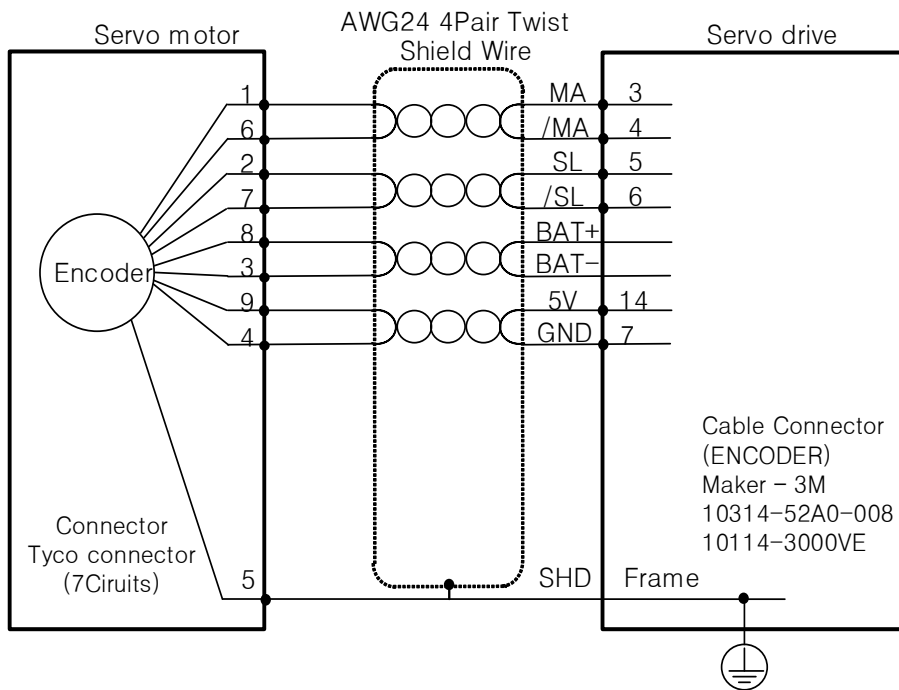 AWG24 4Pair Twist
Shield Wire
Servo motor
Servo drive
1 MA 3
6 /MA 4
2 SL 5
7 /SL 6
8 BAT+
Encoder 3 BAT-
9 5V 14
4 GND 7
Cable Connector
(ENCODER)
Maker - 3M
10314-52A0-008
10114-3000VE
Connector
Tyco connector
(7Ciruits)
5 SHD Frame